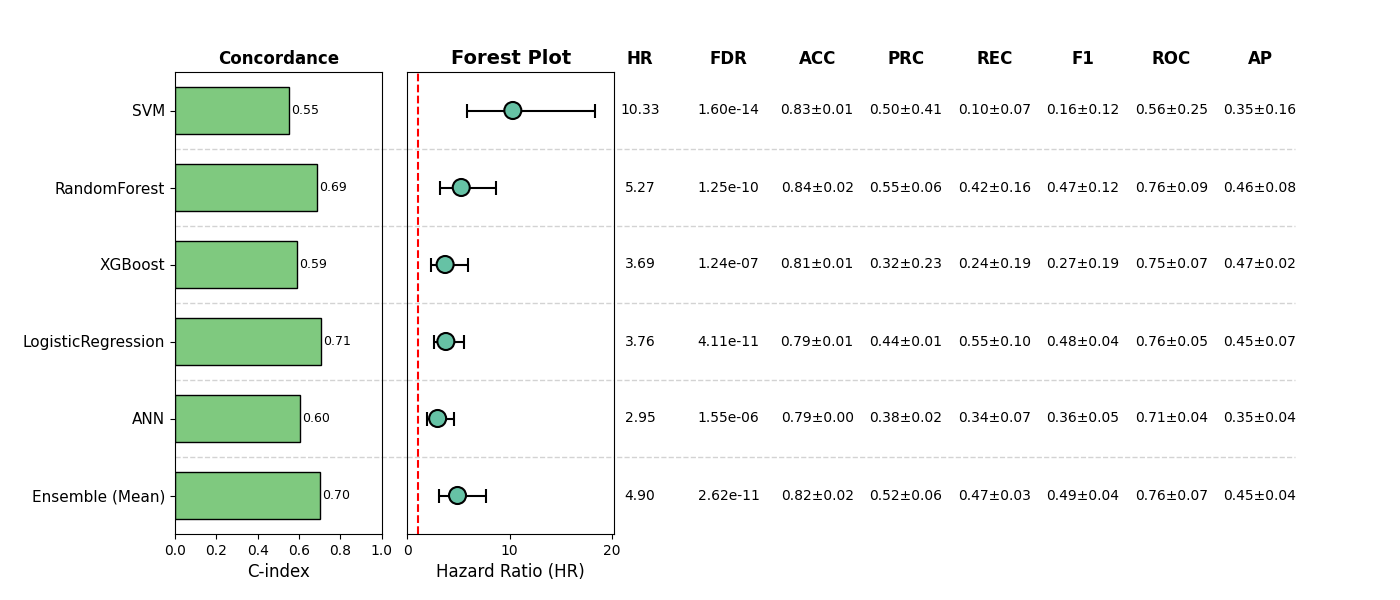 Concordance Forest Plot HR FDR ACC PRC REC F1 ROC AP
SVM 0.55 10.33 1.60e-14 0.83±0.01 0.50±0.41 0.10±0.07 0.16±0.12 0.56±0.25 0.35±0.16
RandomForest 0.69 5.27 1.25e-10 0.84±0.02 0.55±0.06 0.42±0.16 0.47±0.12 0.76±0.09 0.46±0.08
XGBoost 0.59 3.69 1.24e-07 0.81±0.01 0.32±0.23 0.24±0.19 0.27±0.19 0.75±0.07 0.47±0.02
LogisticRegression 0.71 3.76 4.11e-11 0.79±0.01 0.44±0.01 0.55±0.10 0.48±0.04 0.76±0.05 0.45±0.07
ANN 0.60 2.95 1.55e-06 0.79±0.00 0.38±0.02 0.34±0.07 0.36±0.05 0.71±0.04 0.35±0.04
Ensemble (Mean) 0.70 4.90 2.62e-11 0.82±0.02 0.52±0.06 0.47±0.03 0.49±0.04 0.76±0.07 0.45±0.04
0.0 0.2 0.4 0.6 0.8 1.0 0 10 20
C-index Hazard Ratio (HR)